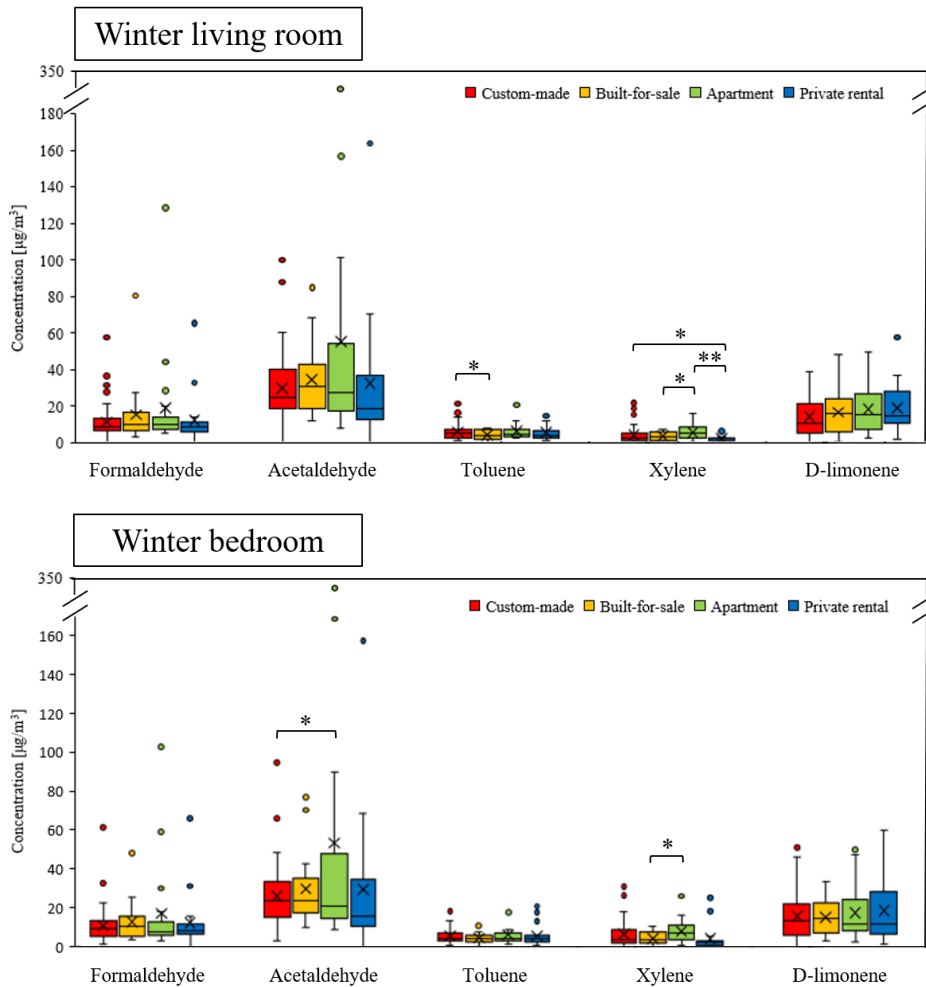 Winter living room
350
Custom-made Built-for-sale Apartment Private rental
180
160
140
120
100
80
60
40
20
0
Concentration [μg/m³]
* * * ** *
Formaldehyde Acetaldehyde Toluene Xylene D-limonene
Winter bedroom
350
Custom-made Built-for-sale Apartment Private rental
160
140
120
100
80
60
40
20
0
Concentration [μg/m³]
* *
Formaldehyde Acetaldehyde Toluene Xylene D-limonene